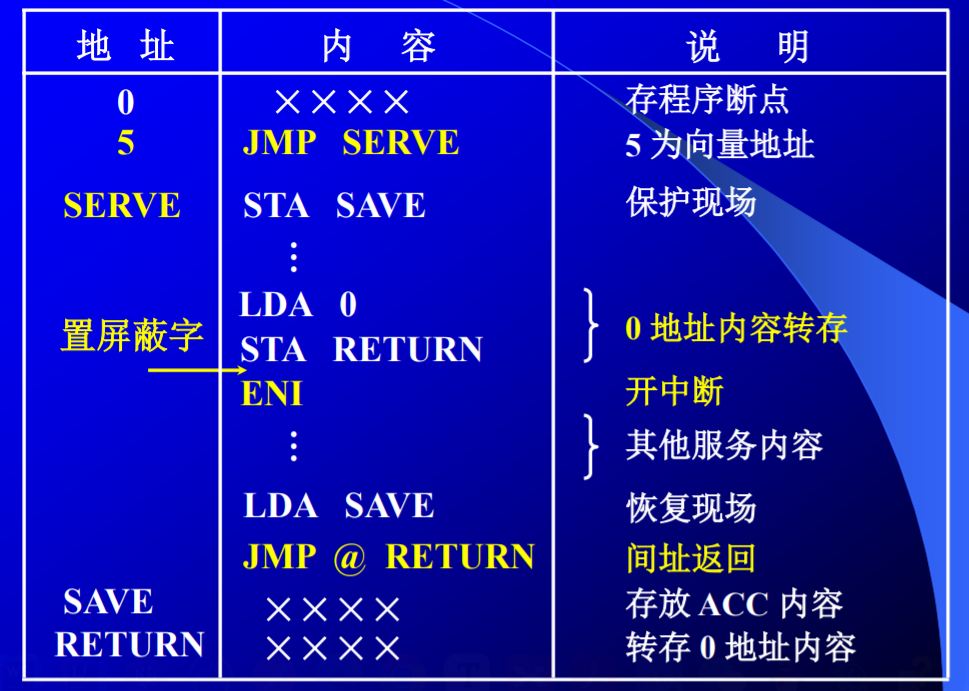 地 址 内 容 说 明
0 ×××× 存程序断点
5 JMP SERVE 5 为向量地址
SERVE STA SAVE 保护现场
⋮
LDA 0
置屏蔽字 0 地址内容转存
STA RETURN
ENI 开中断
⋮ 其他服务内容
LDA SAVE 恢复现场
JMP @ RETURN 间址返回
SAVE ×××× 存放 ACC 内容
RETURN ×××× 转存 0 地址内容